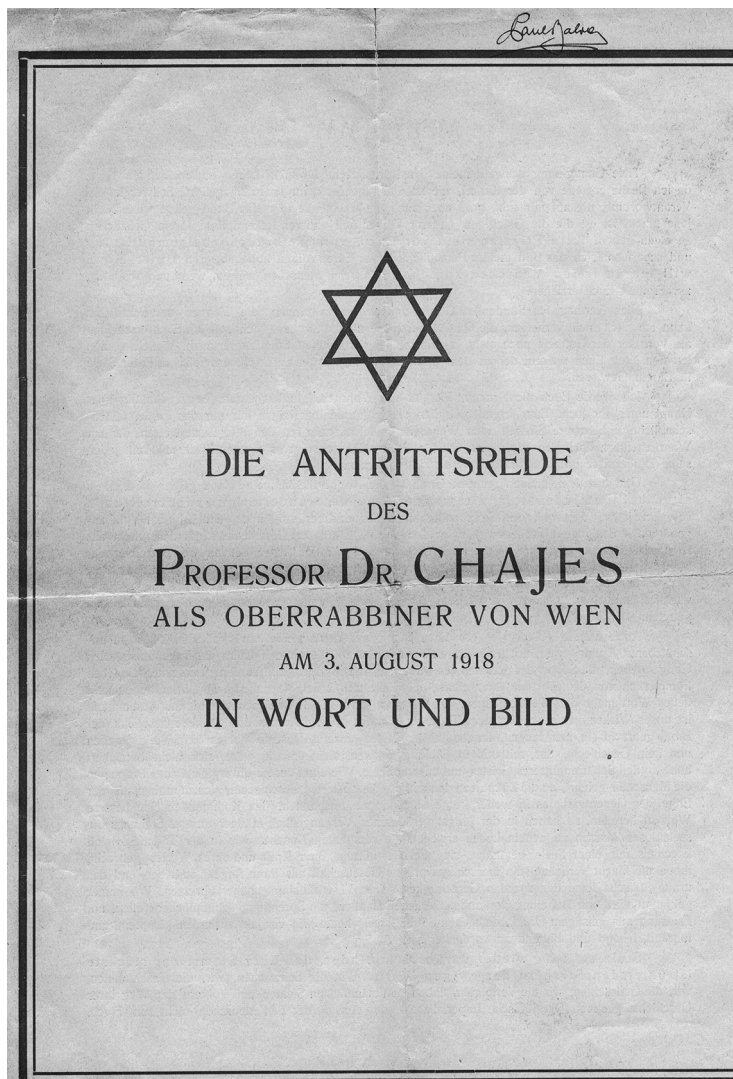 DIE ANTRITTSREDE
DES
PROFESSOR DR. CHAJES
ALS OBERRABBINER VON WIEN
AM 3. AUGUST 1918
IN WORT UND BILD